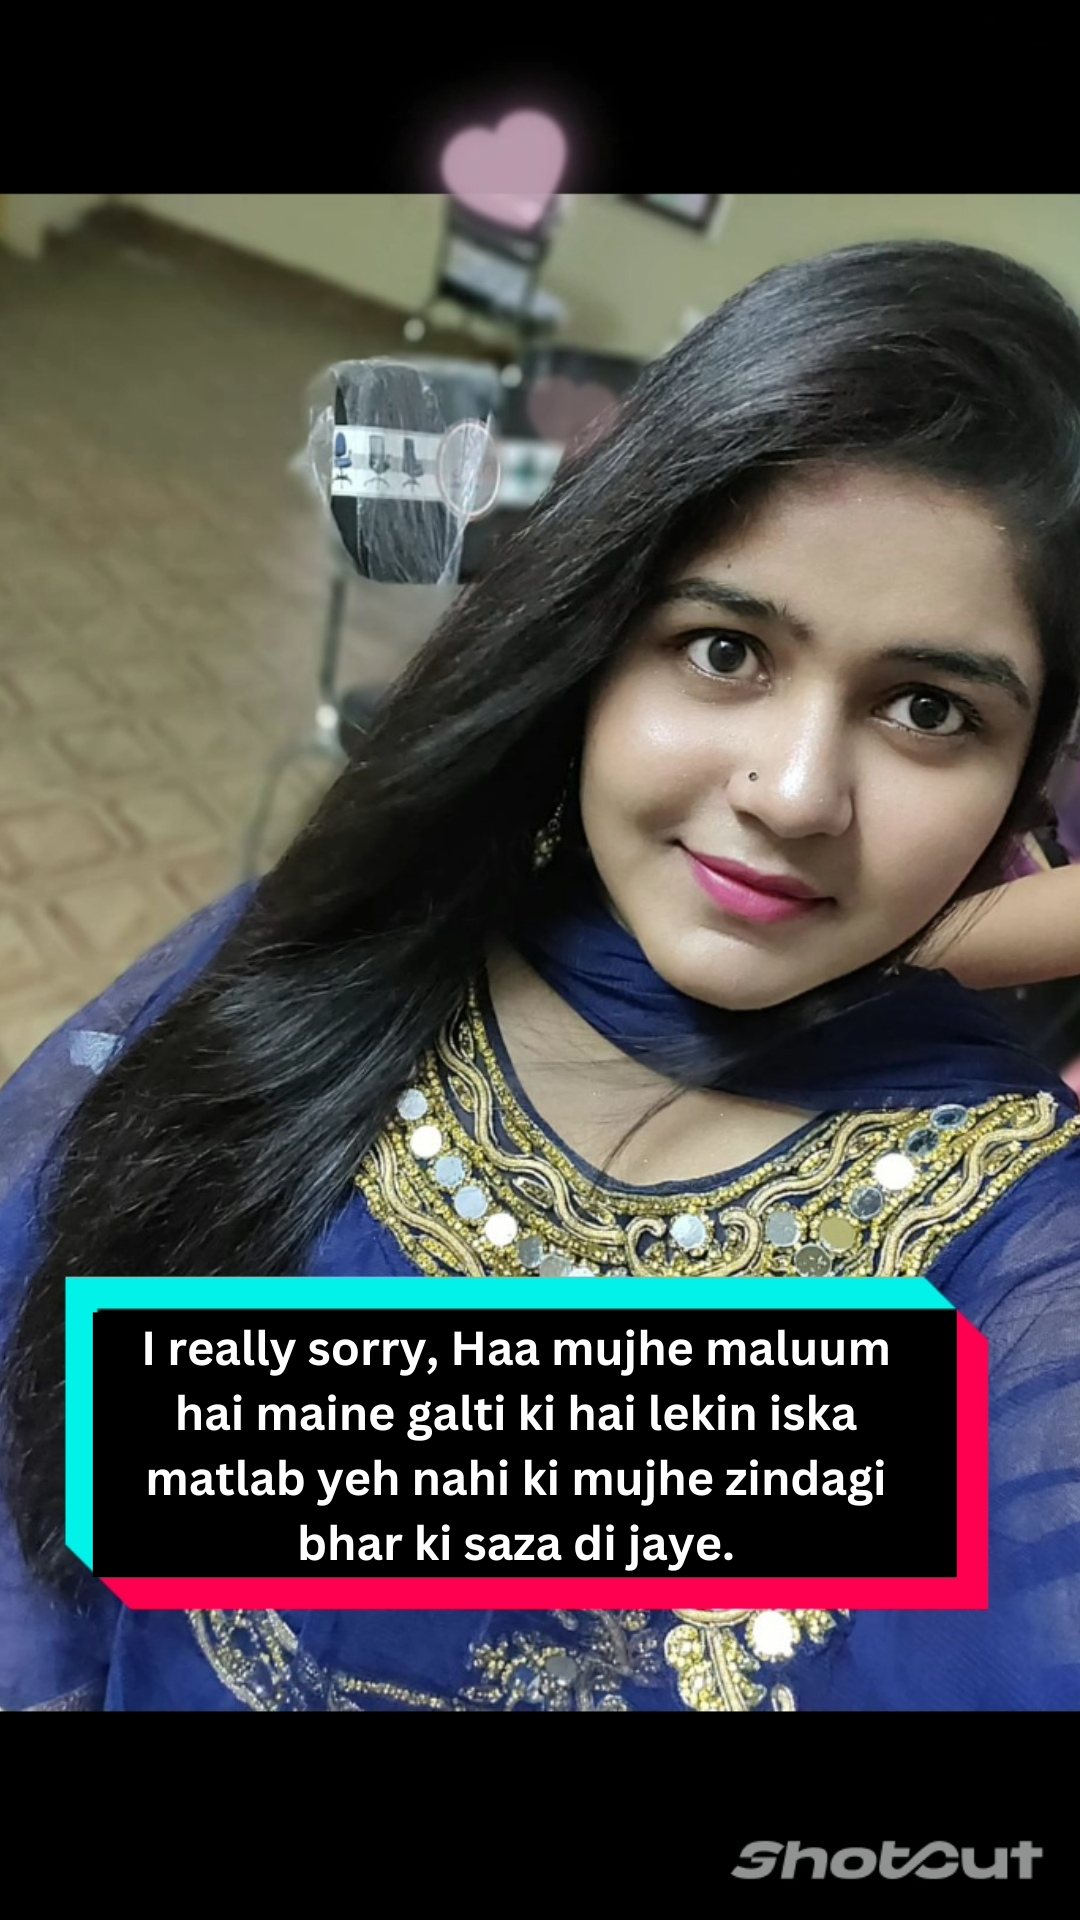 I really sorry, Haa mujhe maluum
hai maine galti ki hai lekin iska
matlab yeh nahi ki mujhe zindagi
bhar ki saza di jaye.
ShotCut